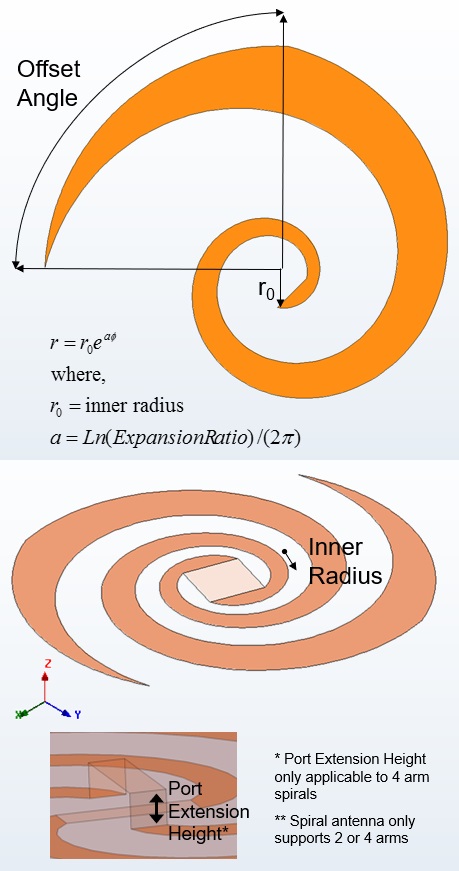 Offset
Angle
r₀
r = r₀e^{aϕ}
where,
r₀ = inner radius
a = Ln(ExpansionRatio)/(2π)
Inner
Radius
Z
X
Y
Port
Extension
Height*
* Port Extension Height
only applicable to 4 arm
spirals
** Spiral antenna only
supports 2 or 4 arms